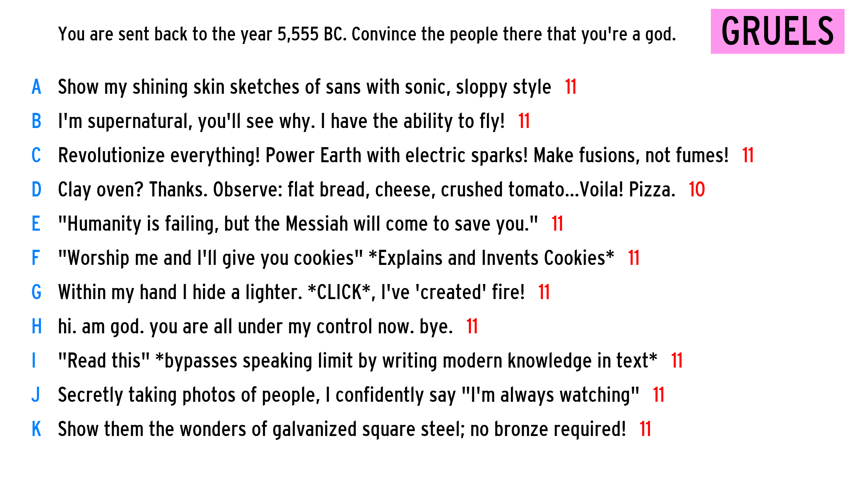 You are sent back to the year 5,555 BC. Convince the people there that you're a god.
GRUELS
A Show my shining skin sketches of sans with sonic, sloppy style 11
B I'm supernatural, you'll see why. I have the ability to fly! 11
C Revolutionize everything! Power Earth with electric sparks! Make fusions, not fumes! 11
D Clay oven? Thanks. Observe: flat bread, cheese, crushed tomato...Voila! Pizza. 10
E "Humanity is failing, but the Messiah will come to save you." 11
F "Worship me and I'll give you cookies" *Explains and Invents Cookies* 11
G Within my hand I hide a lighter. *CLICK*, I've 'created' fire! 11
H hi. am god. you are all under my control now. bye. 11
I "Read this" *bypasses speaking limit by writing modern knowledge in text* 11
J Secretly taking photos of people, I confidently say "I'm always watching" 11
K Show them the wonders of galvanized square steel; no bronze required! 11